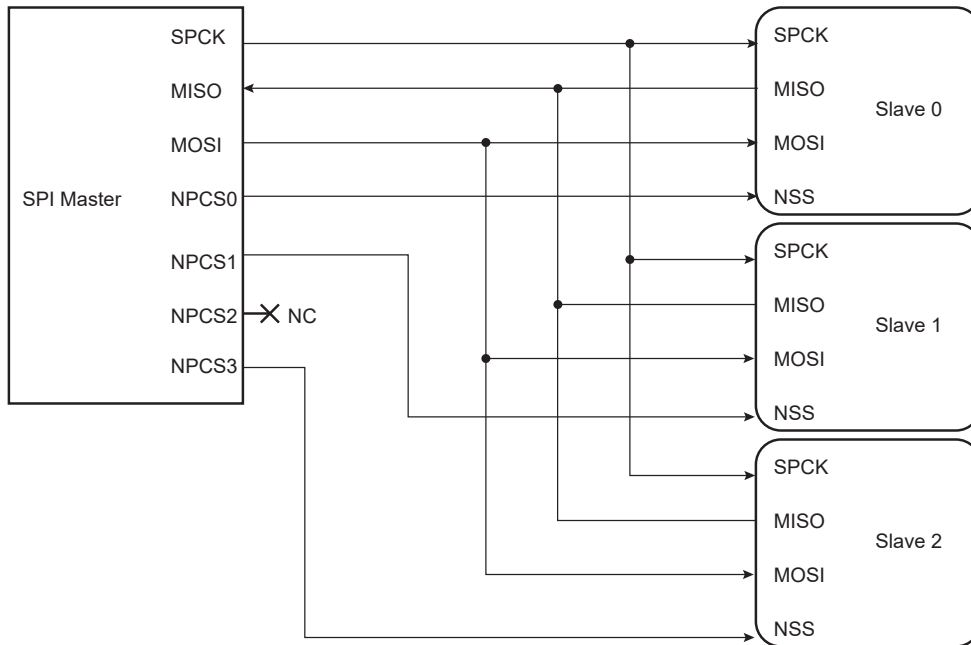 SPCK
MISO
MOSI
SPI Master
NPCS0
NPCS1
NPCS2
NC
NPCS3
SPCK
MISO
Slave 0
MOSI
NSS
SPCK
MISO
Slave 1
MOSI
NSS
SPCK
MISO
Slave 2
MOSI
NSS